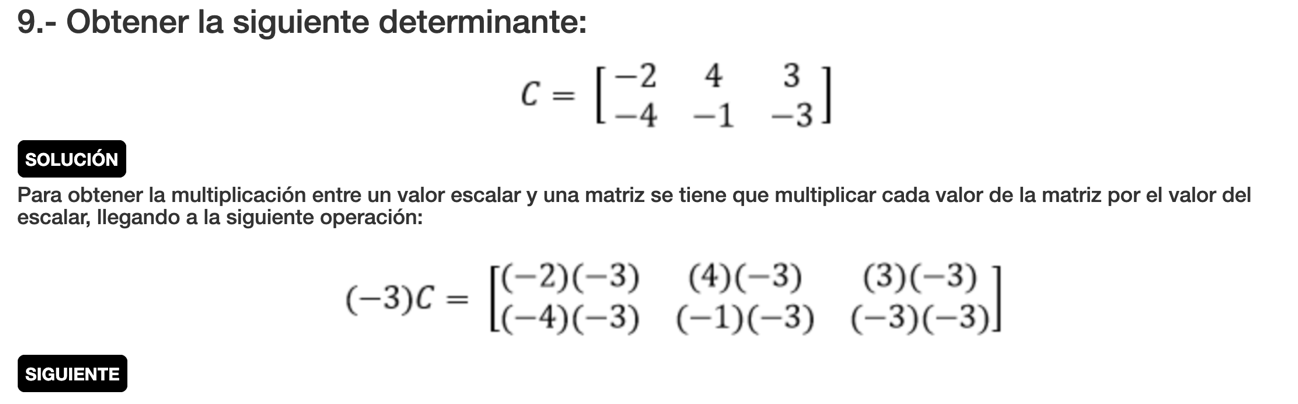 9.- Obtener la siguiente determinante:
C = [−2 4 3
−4 −1 −3]
SOLUCIÓN
Para obtener la multiplicación entre un valor escalar y una matriz se tiene que multiplicar cada valor de la matriz por el valor del
escalar, llegando a la siguiente operación:
(−3)C = [(−2)(−3) (4)(−3) (3)(−3)
(−4)(−3) (−1)(−3) (−3)(−3)]
SIGUIENTE